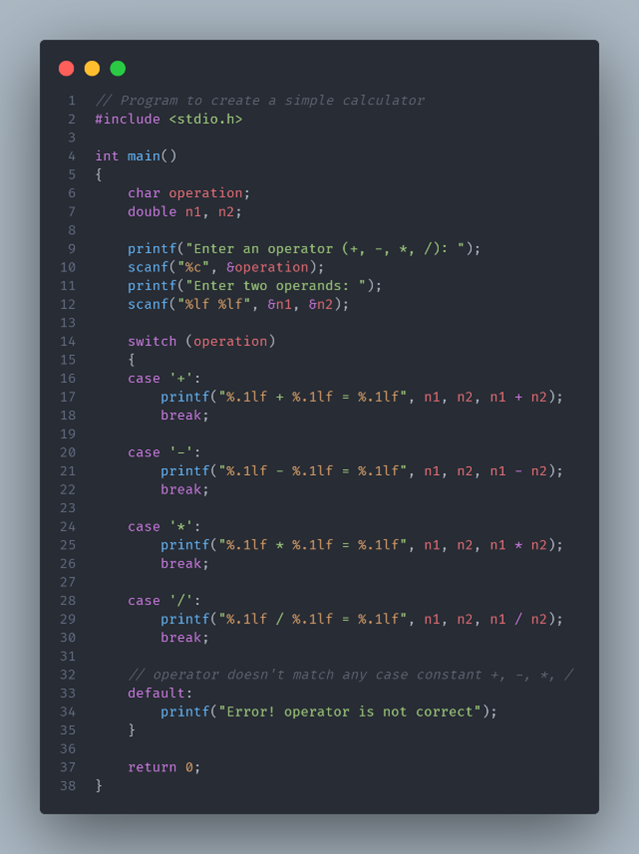 1 // Program to create a simple calculator
2 #include <stdio.h>
3
4 int main()
5 {
6     char operation;
7     double n1, n2;
8
9     printf("Enter an operator (+, -, *, /): ");
10     scanf("%c", &operation);
11     printf("Enter two operands: ");
12     scanf("%lf %lf", &n1, &n2);
13
14     switch (operation)
15     {
16     case '+':
17         printf("%.1lf + %.1lf = %.1lf", n1, n2, n1 + n2);
18         break;
19
20     case '-':
21         printf("%.1lf - %.1lf = %.1lf", n1, n2, n1 - n2);
22         break;
23
24     case '*':
25         printf("%.1lf * %.1lf = %.1lf", n1, n2, n1 * n2);
26         break;
27
28     case '/':
29         printf("%.1lf / %.1lf = %.1lf", n1, n2, n1 / n2);
30         break;
31
32     // operator doesn't match any case constant +, -, *, /
33     default:
34         printf("Error! operator is not correct");
35     }
36
37     return 0;
38 }